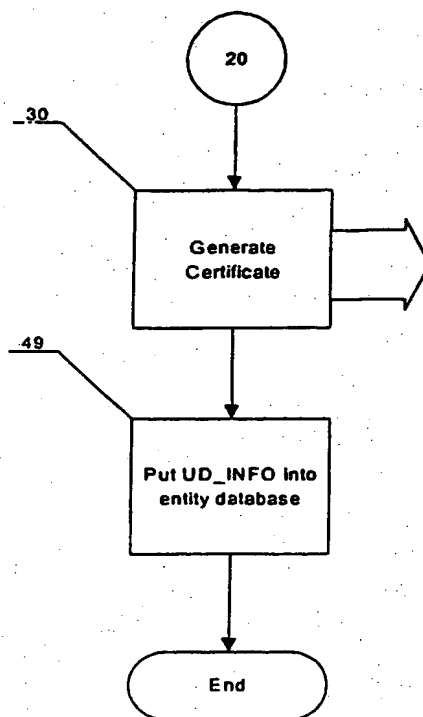 20
30
Generate
Certificate
49
Put UD_INFO into
entity database
End